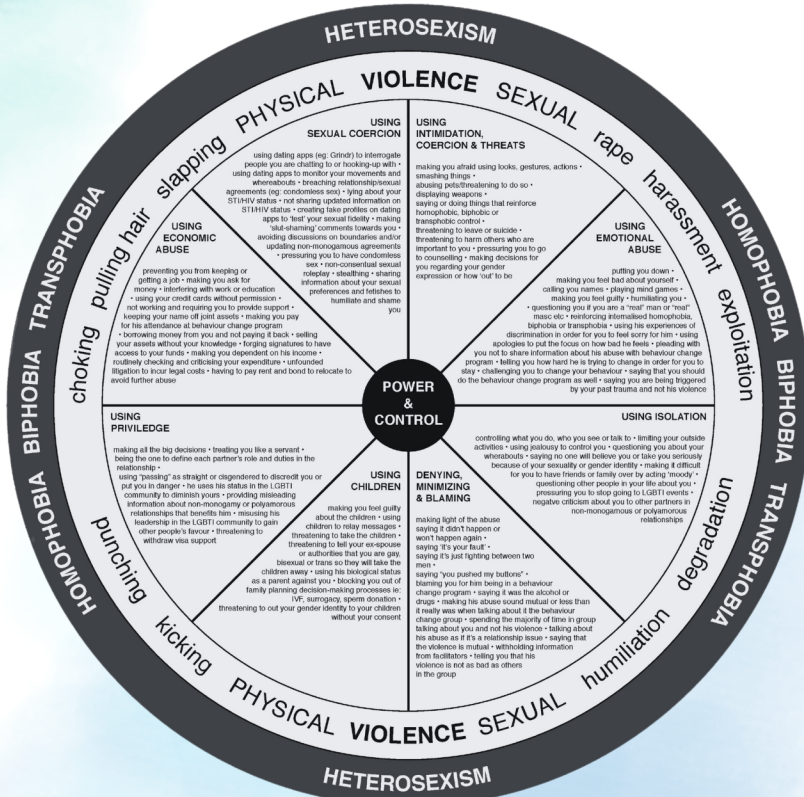 HETEROSEXISM
HOMOPHOBIA BIPHOBIA TRANSPHOBIA
HOMOPHOBIA BIPHOBIA TRANSPHOBIA
HETEROSEXISM
PHYSICAL VIOLENCE SEXUAL
rape harassment exploitation
degradation humiliation
PHYSICAL VIOLENCE SEXUAL
slapping
pulling hair
choking
punching
kicking
POWER
&
CONTROL
USING
SEXUAL COERCION
using dating apps (eg: Grindr) to interrogate
people you are chatting to or hooking-up with •
using dating apps to monitor your movements and
whereabouts • breaching relationship/sexual
agreements (eg: condomless sex) • lying about your
STI/HIV status • not sharing updated information on
STI/HIV status • creating fake profiles on dating
apps to 'test' your sexual fidelity • making
'slut-shaming' comments towards you •
avoiding discussions on boundaries and/or
updating non-monogamous agreements
• pressuring you to have condomless
sex • non-consentual sexual
roleplay • stealthing • sharing
information about your sexual
preferences and fetishes to
humiliate and shame
you
USING
INTIMIDATION,
COERCION & THREATS
making you afraid using looks, gestures, actions •
smashing things •
abusing pets/threatening to do so •
displaying weapons •
saying or doing things that reinforce
homophobic, biphobic or
transphobic control •
threatening to leave or suicide •
threatening to harm others who are
important to you • pressuring you to go
to counselling • making decisions for
you regarding your gender
expression or how 'out' to be
USING
EMOTIONAL
ABUSE
putting you down •
making you feel bad about yourself •
calling you names • playing mind games •
making you feel guilty • humiliating you •
• questioning you if you are a "real" man or "real"
masc etc • reinforcing internalised homophobia,
biphobia or transphobia • using his experiences of
discrimination in order for you to feel sorry for him • using
apologies to put the focus on how bad he feels • pleading with
you not to share information about his abuse with behaviour change
program • telling you how hard he is trying to change in order for you to
stay • challenging you to change your behaviour • saying that you should
do the behaviour change program as well • saying you are being triggered
by your past trauma and not his violence
USING ISOLATION
controlling what you do, who you see or talk to • limiting your outside
activities • using jealousy to control you • questioning you about your
wherabouts • saying no one will believe you or take you seriously
because of your sexuality or gender identity • making it difficult
for you to have friends or family over by acting 'moody' •
questioning other people in your life about you •
pressuring you to stop going to LGBTI events •
negatve criticism about you to other partners in
non-monogamous or polyamorous
relationships
DENYING,
MINIMIZING
& BLAMING
making light of the abuse
saying it didn't happen or
won't happen again •
saying 'it's your fault' •
saying it's just fighting between two
men •
saying "you pushed my buttons" •
blaming you for him being in a behaviour
change program • saying it was the alcohol or
drugs • making his abuse sound mutual or less than
it really was when talking about it the behaviour
change group • spending the majority of time in group
talking about you and not his violence • talking about
his abuse as if it's a relationship issue • saying that
the violence is mutual • withholding information
from facilitators • telling you that his
violence is not as bad as others
in the group
USING
CHILDREN
making you feel guilty
about the children • using
children to relay messages •
threatening to take the children •
threatening to tell your ex-spouse
or authorities that you are gay,
bisexual or trans so they will take the
children away • using his biological status
as a parent against you • blocking you out of
family planning decision-making processes ie:
IVF, surrogacy, sperm donation •
threatening to out your gender identity to your children
without your consent
USING
PRIVILEDGE
making all the big decisions • treating you like a servant •
being the one to define each partner's role and duties in the
relationship •
using "passing" as straight or cisgendered to discredit you or
put you in danger • he uses his status in the LGBTI
community to diminish yours • providing misleading
information about non-monogamy or polyamorous
relationships that benefits him • misusing his
leadership in the LGBTI community to gain
other people's favour • threatening to
withdraw visa support
USING
ECONOMIC
ABUSE
preventing you from keeping or
getting a job • making you ask for
money • interfering with work or education
• using your credit cards without permission •
not working and requiring you to provide support •
keeping your name off joint assets • making you pay
for his attendance at behaviour change program
• borrowing money from you and not paying it back • selling
your assets without your knowledge • forging signatures to have
access to your funds • making you dependent on his income •
routinely checking and criticising your expenditure • unfounded
litigation to incur legal costs • having to pay rent and bond to relocate to
avoid further abuse